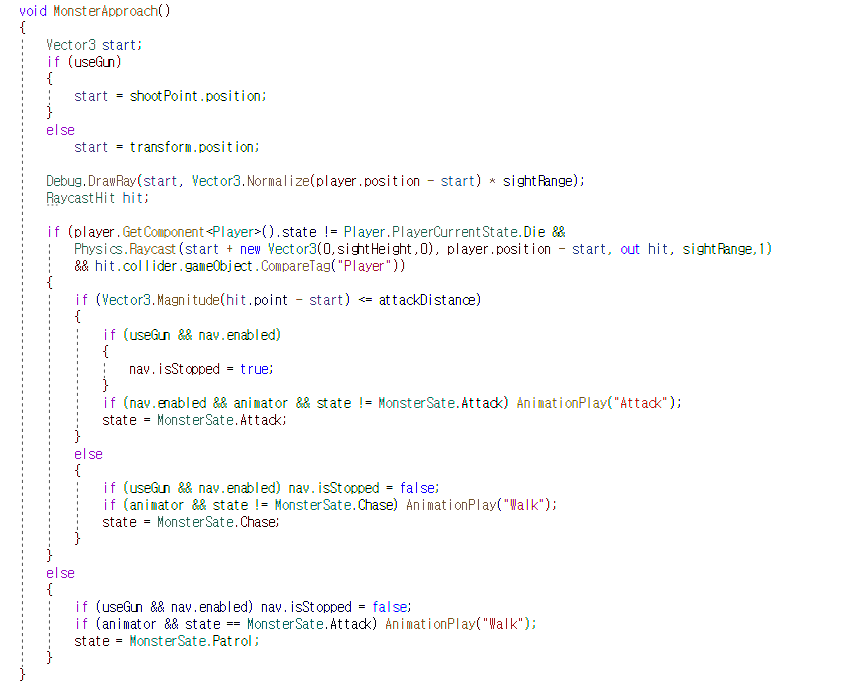 void MonsterApproach()
{
Vector3 start;
if (useGun)
{
start = shootPoint.position;
}
else
start = transform.position;
Debug.DrawRay(start, Vector3.Normalize(player.position - start) * sightRange);
RaycastHit hit;
if (player.GetComponent<Player>().state != Player.PlayerCurrentState.Die &&
Physics.Raycast(start + new Vector3(0,sightHeight,0), player.position - start, out hit, sightRange,1)
&& hit.collider.gameObject.CompareTag("Player"))
{
if (Vector3.Magnitude(hit.point - start) <= attackDistance)
{
if (useGun && nav.enabled)
{
nav.isStopped = true;
}
if (nav.enabled && animator && state != MonsterSate.Attack) AnimationPlay("Attack");
state = MonsterSate.Attack;
}
else
{
if (useGun && nav.enabled) nav.isStopped = false;
if (animator && state != MonsterSate.Chase) AnimationPlay("Walk");
state = MonsterSate.Chase;
}
}
else
{
if (useGun && nav.enabled) nav.isStopped = false;
if (animator && state == MonsterSate.Attack) AnimationPlay("Walk");
state = MonsterSate.Patrol;
}
}